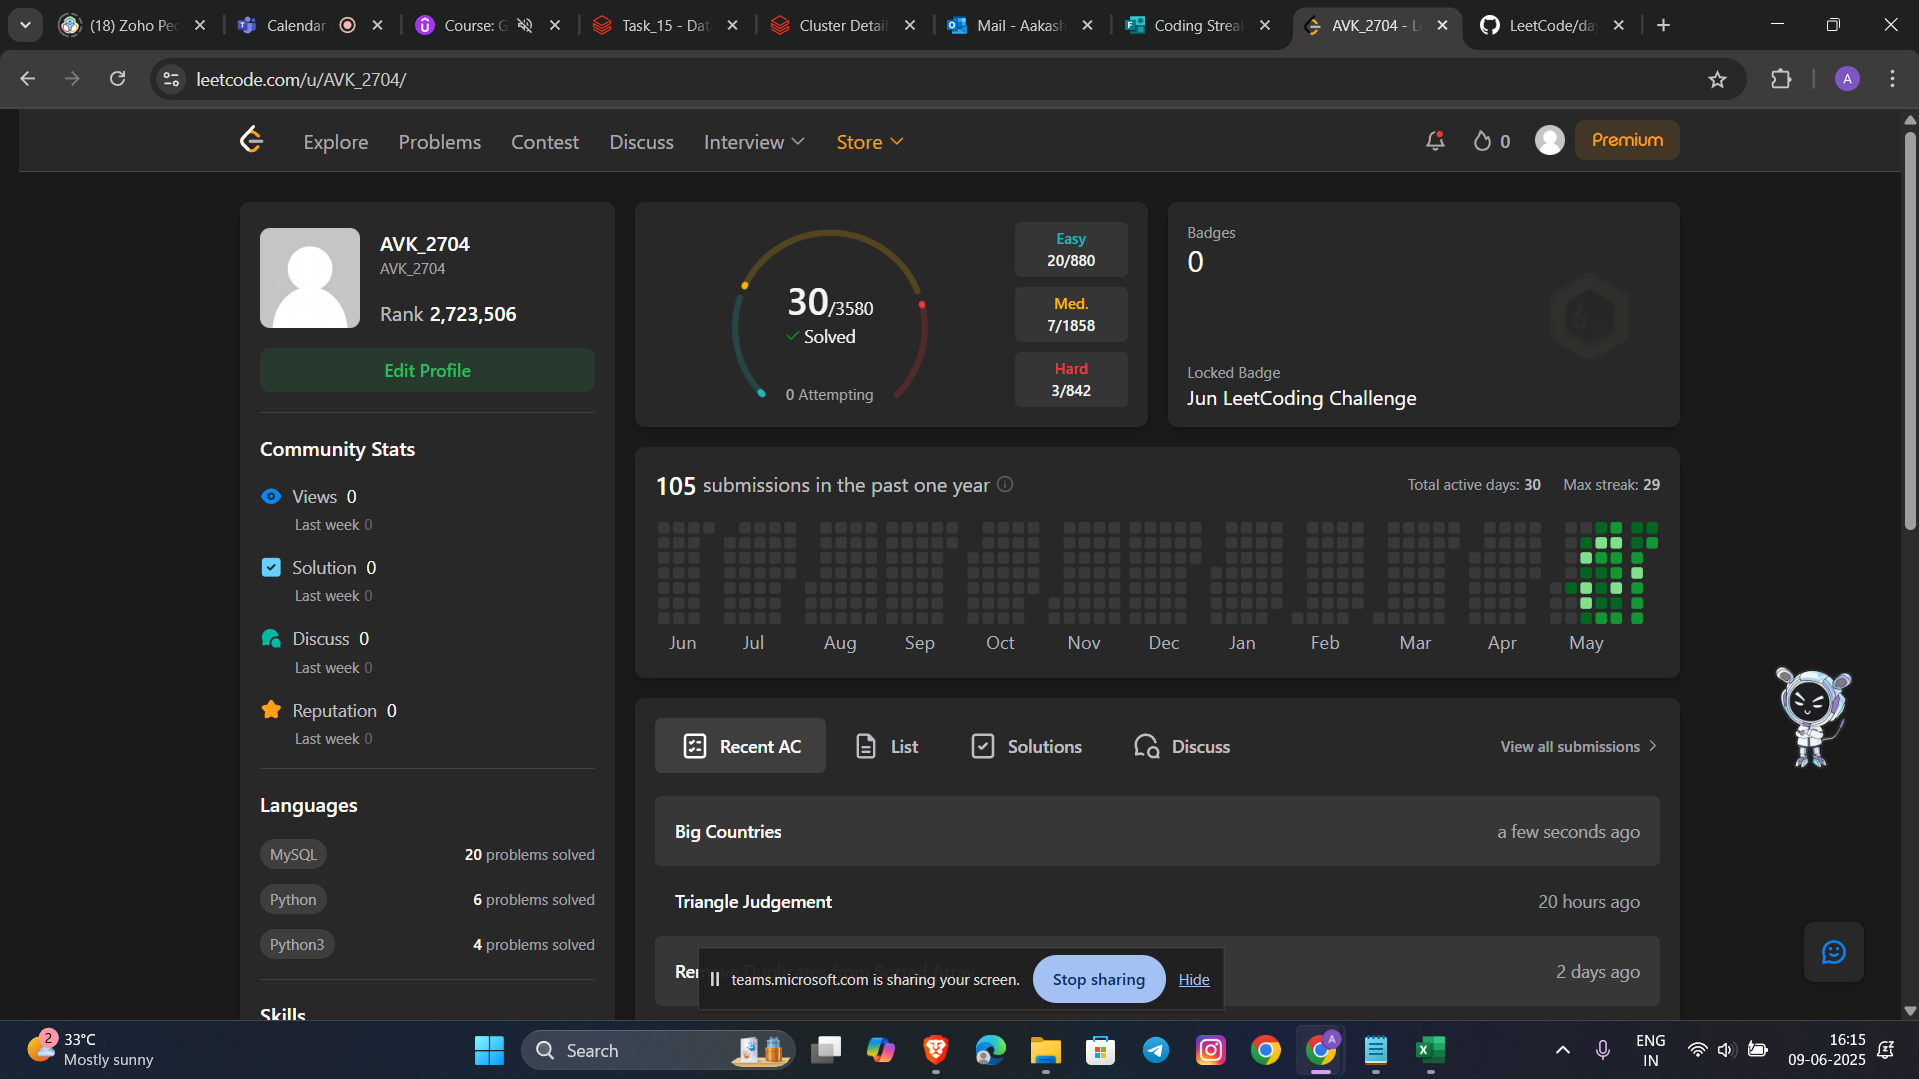 (18) Zoho Pe
Calendar
Course: G
Task_15 - Dat
Cluster Detail
Mail - Aakash
Coding Strea
AVK_2704 - L
LeetCode/da
leetcode.com/u/AVK_2704/
A
Explore
Problems
Contest
Discuss
Interview
Store
0
Premium
AVK_2704
AVK_2704
Rank 2,723,506
Edit Profile
Community Stats
Views 0
Last week 0
Solution 0
Last week 0
Discuss 0
Last week 0
Reputation 0
Last week 0
Languages
MySQL
20 problems solved
Python
6 problems solved
Python3
4 problems solved
Skills
30/3580
Solved
0 Attempting
Easy
20/880
Med.
7/1858
Hard
3/842
Badges
0
Locked Badge
Jun LeetCoding Challenge
105 submissions in the past one year
Total active days: 30
Max streak: 29
Jun
Jul
Aug
Sep
Oct
Nov
Dec
Jan
Feb
Mar
Apr
May
Recent AC
List
Solutions
Discuss
View all submissions
Big Countries
a few seconds ago
Triangle Judgement
20 hours ago
2 days ago
teams.microsoft.com is sharing your screen.
Stop sharing
Hide
2
33°C
Mostly sunny
Search
A
ENG
IN
16:15
09-06-2025